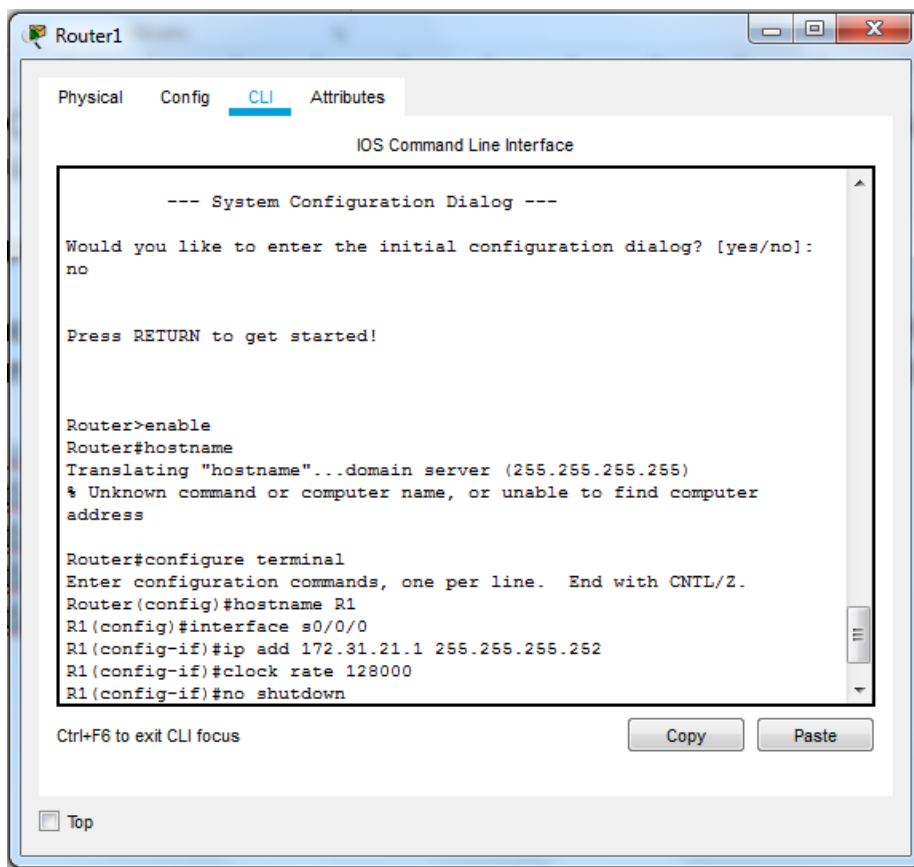 Router1
Physical Config CLI Attributes
IOS Command Line Interface
--- System Configuration Dialog ---
Would you like to enter the initial configuration dialog? [yes/no]:
no
Press RETURN to get started!
Router>enable
Router#hostname
Translating "hostname"...domain server (255.255.255.255)
% Unknown command or computer name, or unable to find computer
address
Router#configure terminal
Enter configuration commands, one per line.  End with CNTL/Z.
Router(config)#hostname R1
R1(config)#interface s0/0/0
R1(config-if)#ip add 172.31.21.1 255.255.255.252
R1(config-if)#clock rate 128000
R1(config-if)#no shutdown
Ctrl+F6 to exit CLI focus
Copy Paste
Top